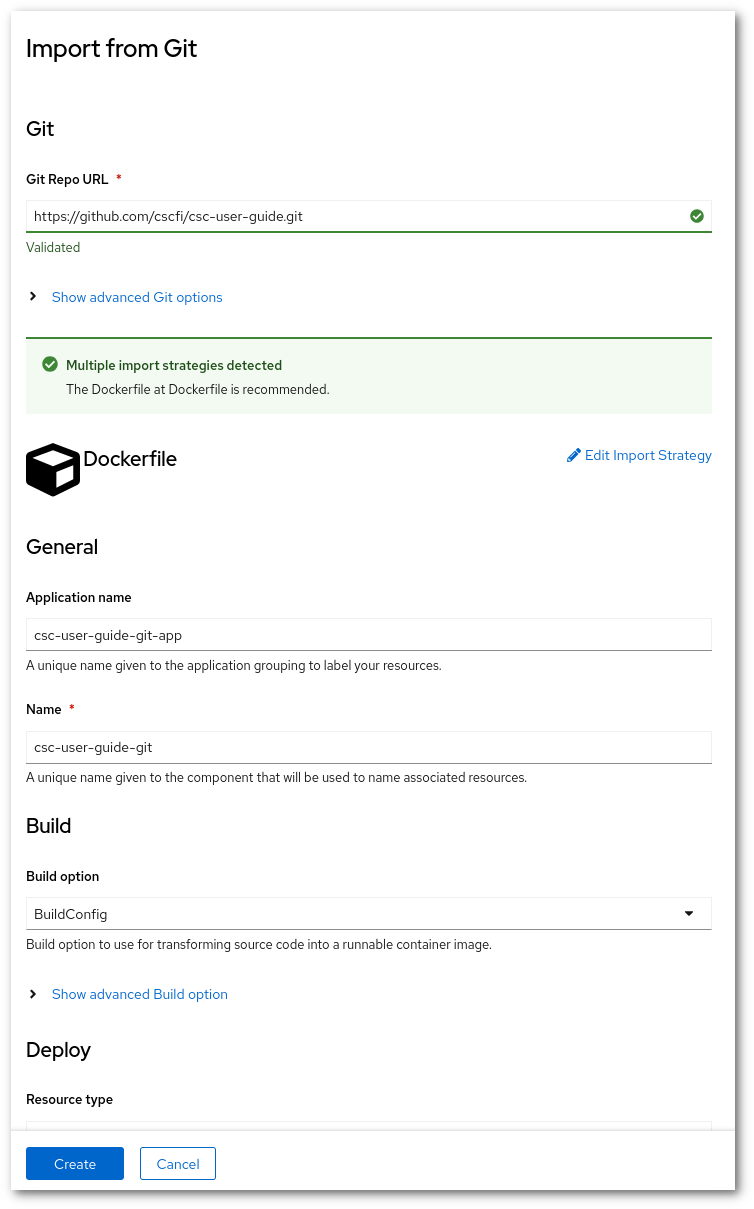 Import from Git
Git
Git Repo URL *
https://github.com/cscfi/csc-user-guide.git
Validated
Show advanced Git options
Multiple import strategies detected
The Dockerfile at Dockerfile is recommended.
Dockerfile
Edit Import Strategy
General
Application name
csc-user-guide-git-app
A unique name given to the application grouping to label your resources.
Name *
csc-user-guide-git
A unique name given to the component that will be used to name associated resources.
Build
Build option
BuildConfig
Build option to use for transforming source code into a runnable container image.
Show advanced Build option
Deploy
Resource type
Create
Cancel